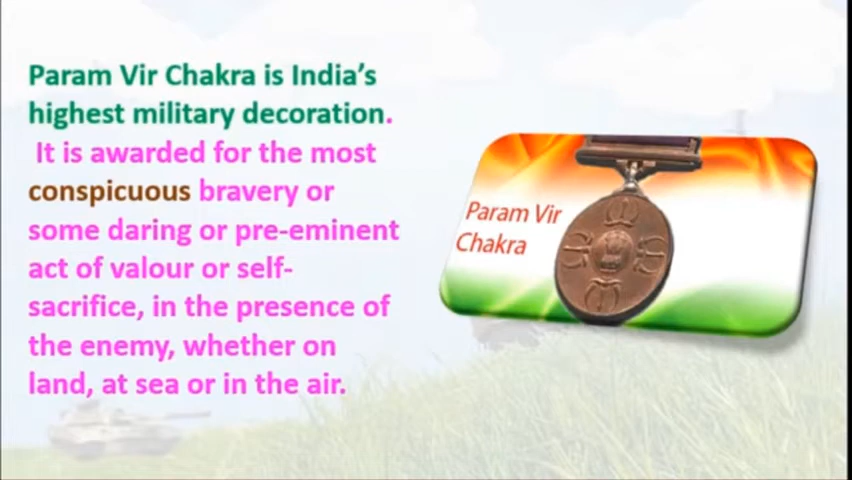 Param Vir Chakra is India’s
highest military decoration.
It is awarded for the most
conspicuous bravery or
some daring or pre-eminent
act of valour or self-
sacrifice, in the presence of
the enemy, whether on
land, at sea or in the air.
Param Vir
Chakra